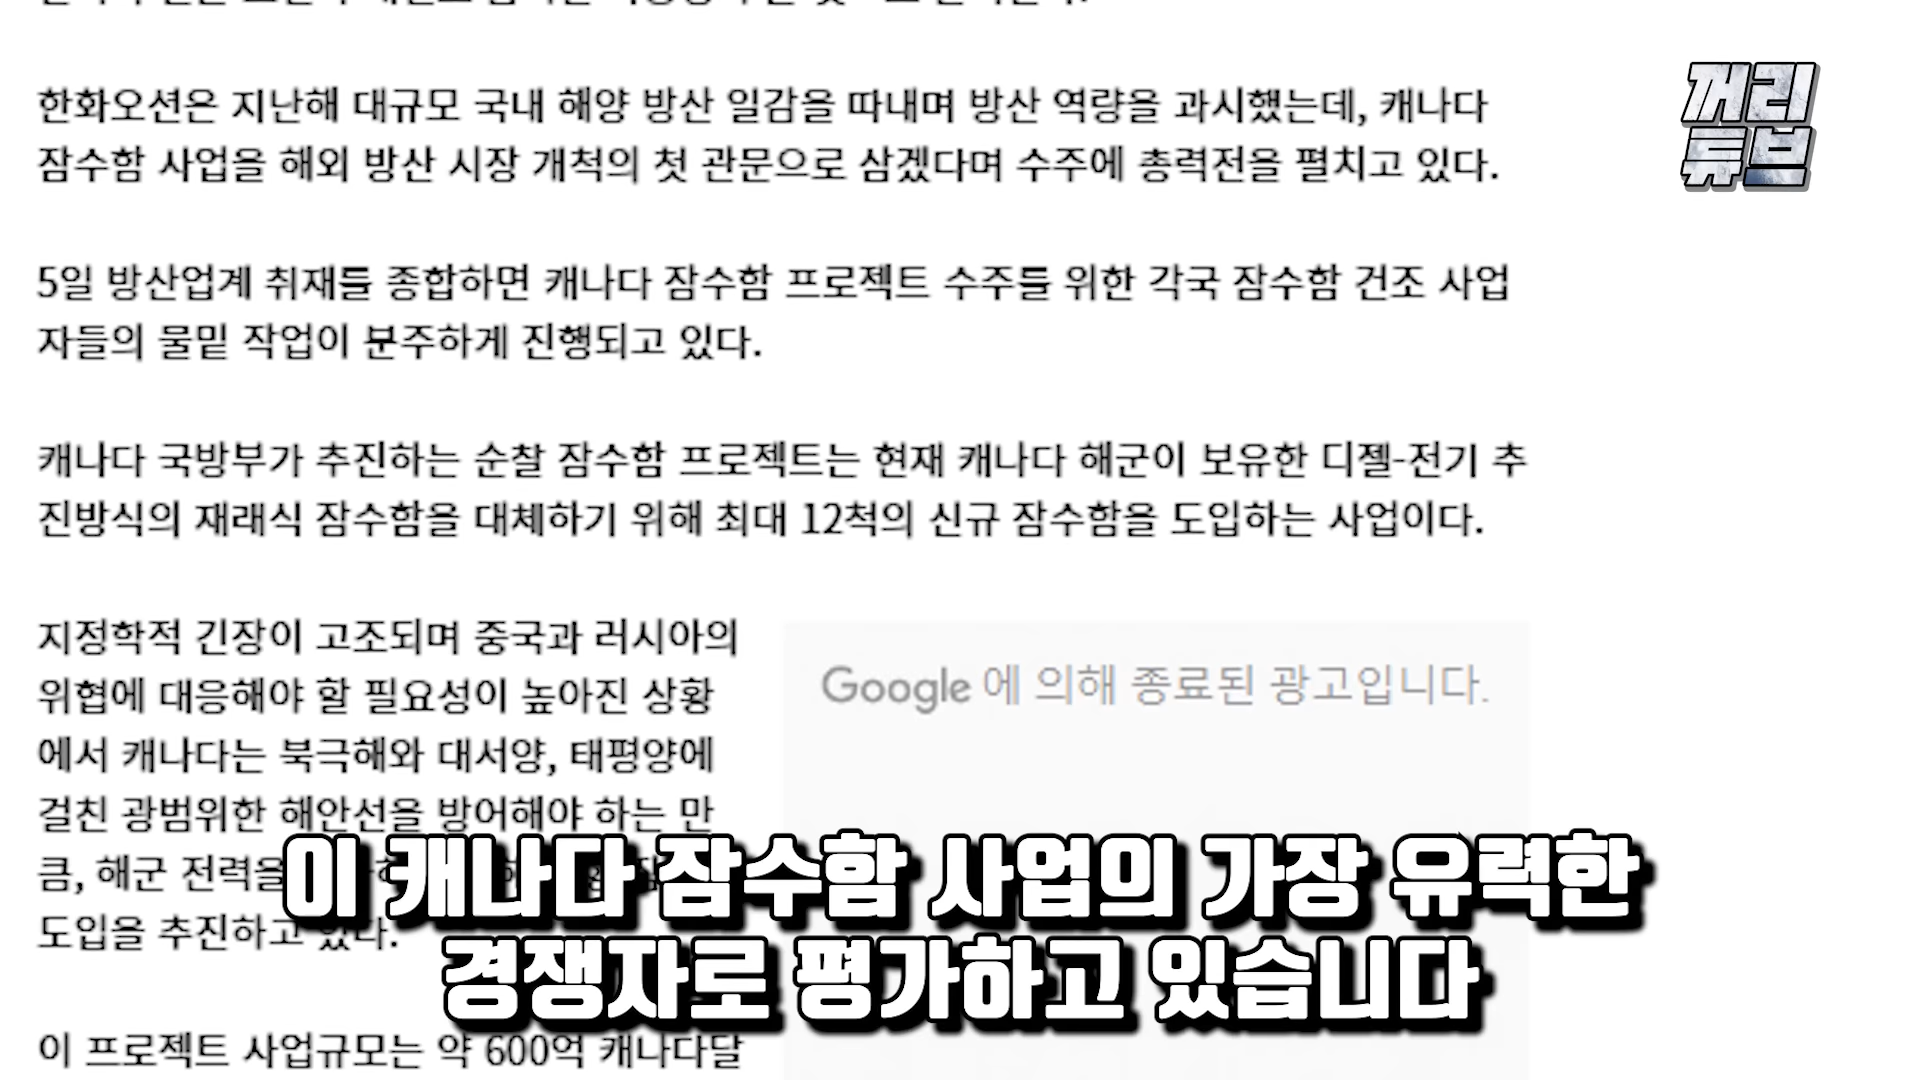 한화오션은 지난해 대규모 국내 해양 방산 일감을 따내며 방산 역량을 과시했는데, 캐나다
잠수함 사업을 해외 방산 시장 개척의 첫 관문으로 삼겠다며 수주에 총력전을 펼치고 있다.
꺼리
튜브
5일 방산업계 취재를 종합하면 캐나다 잠수함 프로젝트 수주를 위한 각국 잠수함 건조 사업
자들의 물밑 작업이 분주하게 진행되고 있다.
캐나다 국방부가 추진하는 순찰 잠수함 프로젝트는 현재 캐나다 해군이 보유한 디젤-전기 추
진방식의 재래식 잠수함을 대체하기 위해 최대 12척의 신규 잠수함을 도입하는 사업이다.
지정학적 긴장이 고조되며 중국과 러시아의
위협에 대응해야 할 필요성이 높아진 상황
에서 캐나다는 북극해와 대서양, 태평양에
걸친 광범위한 해안선을 방어해야 하는 만
큼, 해군 전력을
도입을 추진하고 있다.
Google에 의해 종료된 광고입니다.
이 캐나다 잠수함 사업의 가장 유력한
경쟁자로 평가하고 있습니다
이 프로젝트 사업규모는 약 600억 캐나다달